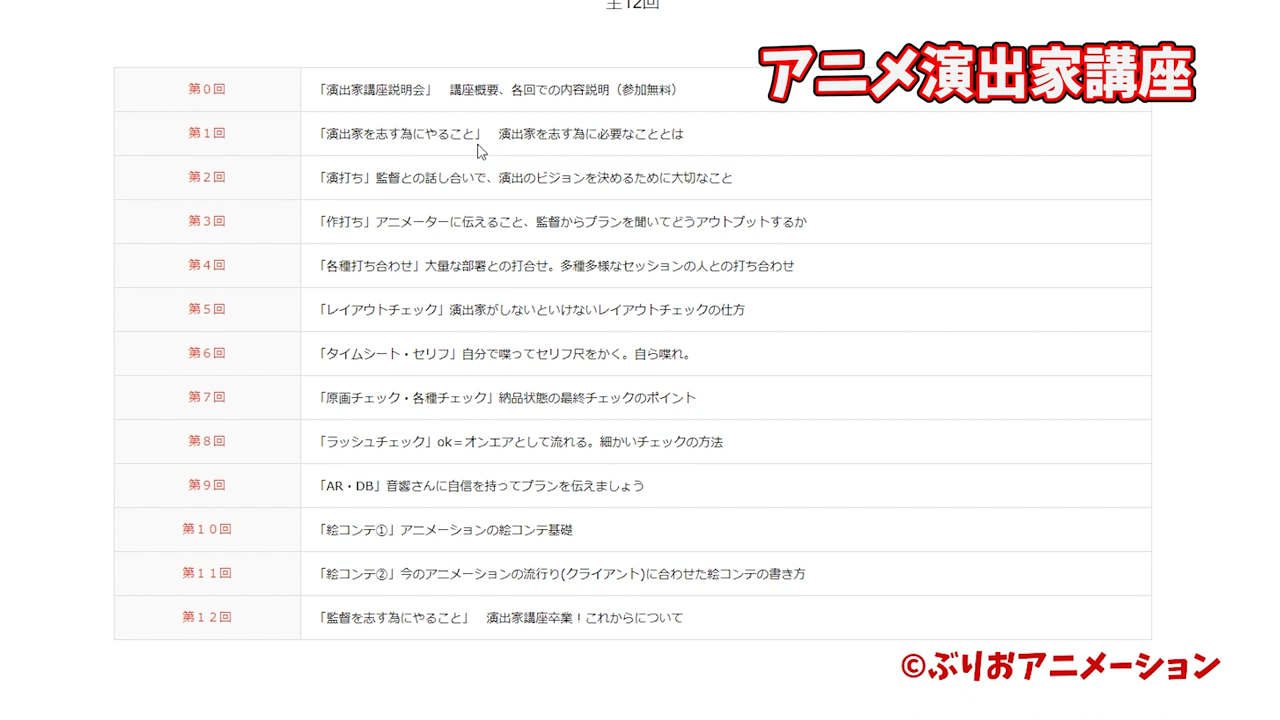 全12回
アニメ演出家講座
第0回 「演出家講座説明会」　講座概要、各回での内容説明（参加無料）
第1回 「演出家を志す為にやること」　演出家を志す為に必要なこととは
第2回 「演打ち」監督との話し合いで、演出のビジョンを決めるために大切なこと
第3回 「作打ち」アニメーターに伝えること、監督からプランを聞いてどうアウトプットするか
第4回 「各種打ち合わせ」大量な部署との打合せ。多種多様なセッションの人との打ち合わせ
第5回 「レイアウトチェック」演出家がしないといけないレイアウトチェックの仕方
第6回 「タイムシート・セリフ」自分で喋ってセリフ尺をかく。自ら喋れ。
第7回 「原画チェック・各種チェック」納品状態の最終チェックのポイント
第8回 「ラッシュチェック」ok＝オンエアとして流れる。細かいチェックの方法
第9回 「AR・DB」音響さんに自信を持ってプランを伝えましょう
第１０回 「絵コンテ①」アニメーションの絵コンテ基礎
第１１回 「絵コンテ②」今のアニメーションの流行り(クライアント)に合わせた絵コンテの書き方
第１２回 「監督を志す為にやること」　演出家講座卒業！これからについて
©ぷりおアニメーション